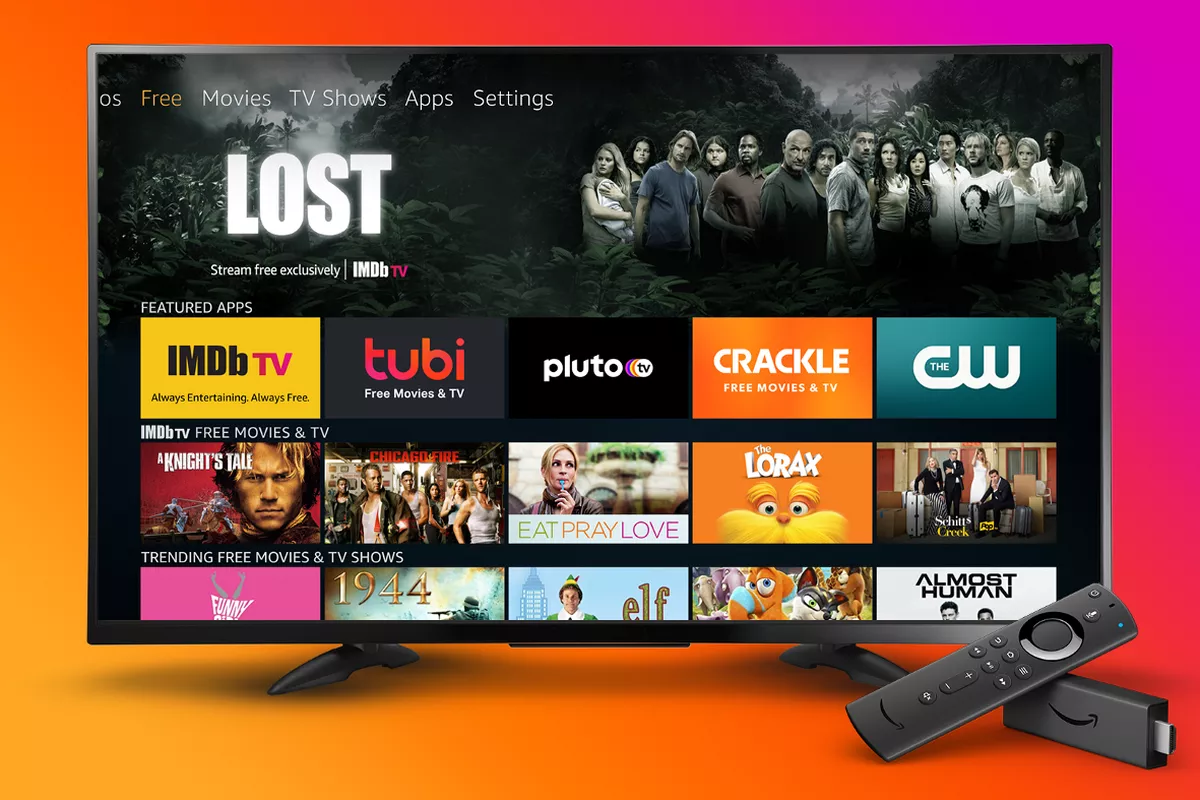 os Free Movies TV Shows Apps Settings
LOST
Stream free exclusively | IMDb TV
FEATURED APPS
IMDb TV
Always Entertaining. Always Free.
tubi
Free Movies & TV
pluto tv
CRACKLE
FREE MOVIES & TV
THE CW
IMDb TV FREE MOVIES & TV
A KNIGHT'S TALE
CHICAGO FIRE
EAT PRAY LOVE
The
LORAX
Schitt's
Creek
Pop
TRENDING FREE MOVIES & TV SHOWS
FUNNY
1944
elf
ALMOST
HUMAN